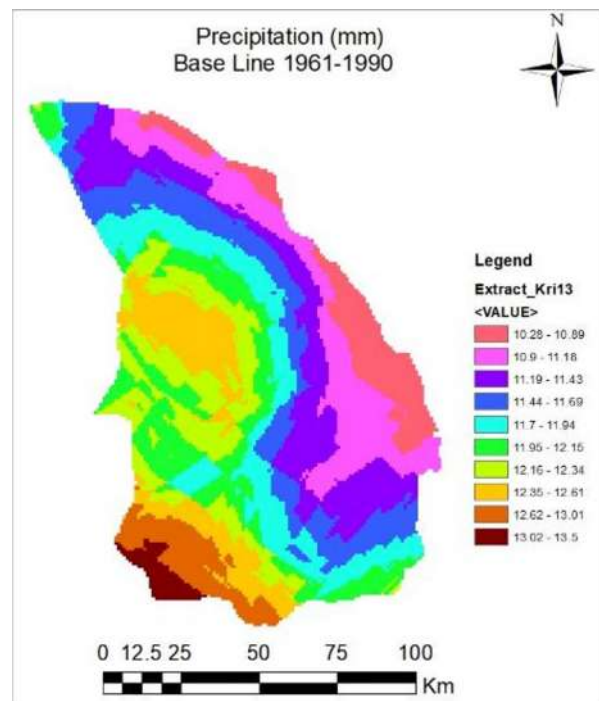 Precipitation (mm)
Base Line 1961-1990
N
Legend
Extract_Kri13
<VALUE>
10.28 - 10.89
10.9 - 11.18
11.19 - 11.43
11.44 - 11.69
11.7 - 11.94
11.95 - 12.15
12.16 - 12.34
12.35 - 12.61
12.62 - 13.01
13.02 - 13.5
0 12.5 25 50 75 100
Km